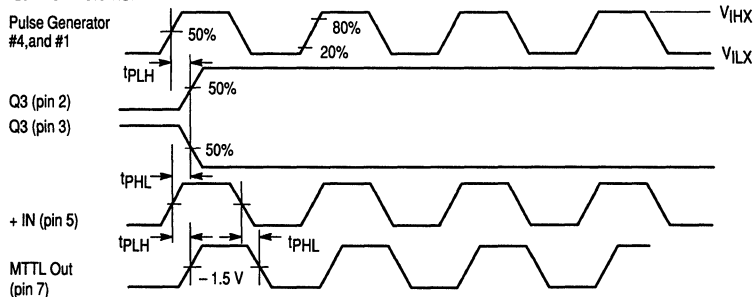 Pulse Generator
#4,and #1
50%
80%
20%
VIHX
VILX
tPLH
Q3 (pin 2)
50%
Q3 (pin 3)
50%
tPHL
+ IN (pin 5)
tPLH
tPHL
MTTL Out
(pin 7)
– 1.5 V